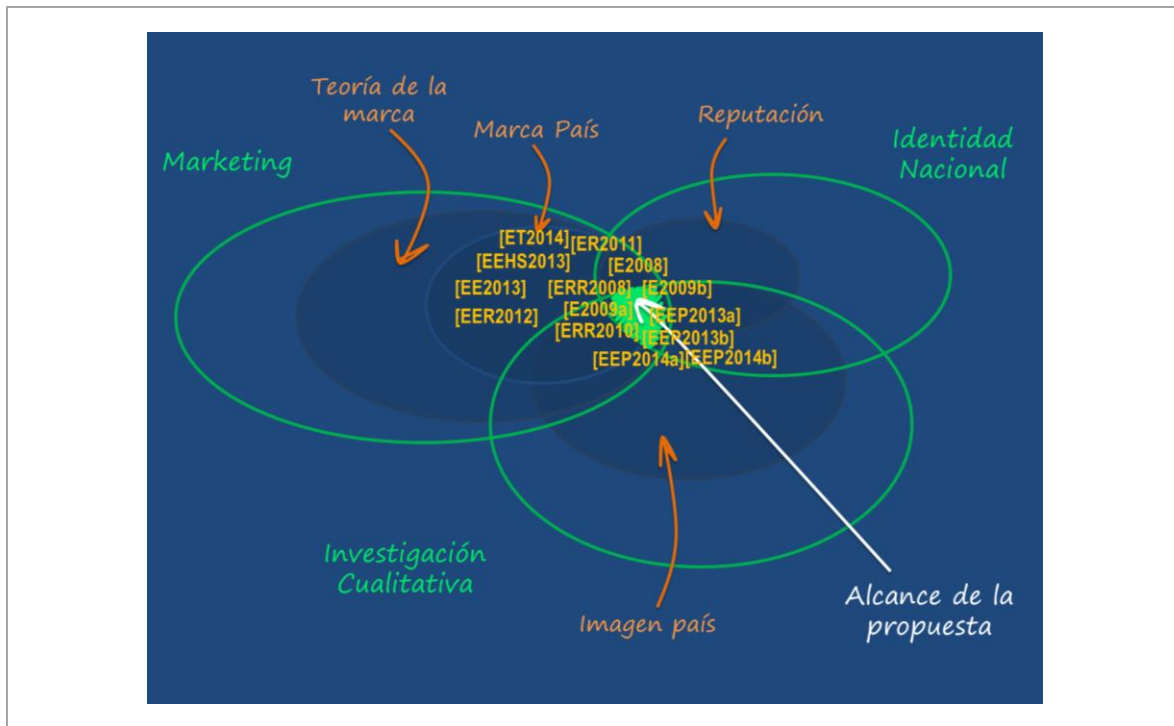 Teoría de la
marca
Marca País
Reputación
Identidad
Nacional
Marketing
[ET2014]
[ER2011]
[EEHS2013]
[E2008]
[EE2013]
[ERR2008]
[E2009b]
[EER2012]
[E2009a]
[EEP2013a]
[ERR2010]
[EEP2013b]
[EEP2014a]
[EEP2014b]
Investigación
Cualitativa
Imagen país
Alcance de la
propuesta